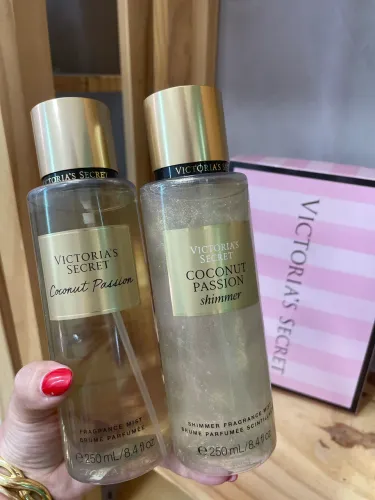 VICTORIA'S SECRET
VICTORIA'S
SECRET
Coconut Passion
FRAGRANCE MIST
BRUME PARFUMÉE
℮ 250 mL/8.4 fl oz
VICTORIA'S SECRET
VICTORIA'S
SECRET
COCONUT
PASSION
shimmer
SHIMMER FRAGRANCE MIST
BRUME PARFUMÉE
℮ 250 mL/8.4 fl oz
VICTORIA'S SECRET